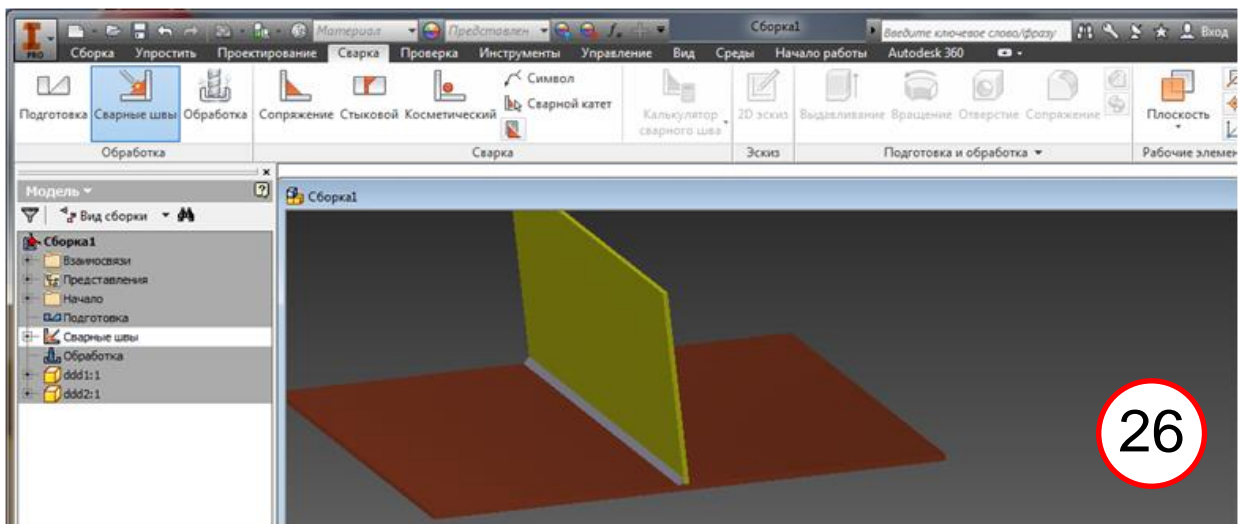 Материал Представлен Сборка1 Введите ключевое слово/фразу Вход
PRO Сборка Упростить Проектирование Сварка Проверка Инструменты Управление Вид Среды Начало работы Autodesk 360
Подготовка Сварные швы Обработка Сопряжение Стыковой Косметический Символ
Сварной катет
Калькулятор сварного шва 2D эскиз Выдавливание Вращение Отверстие Сопряжение Плоскость
Обработка Сварка Эскиз Подготовка и обработка Рабочие элемен
Модель
Вид сборки
Сборка1
Взаимосвязи
Представления
Начало
Подготовка
Сварные швы
Обработка
ddd1:1
ddd2:1
Сборка1
26